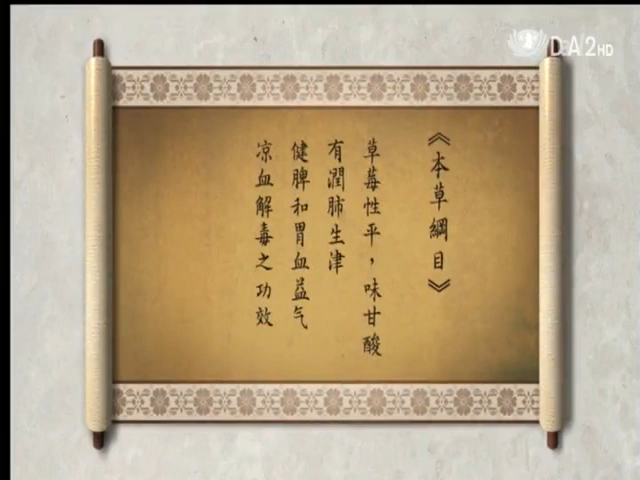 《本草綱目》
草莓性平，味甘酸
有潤肺生津
健脾和胃血益气
凉血解毒之功效
DaAi2HD